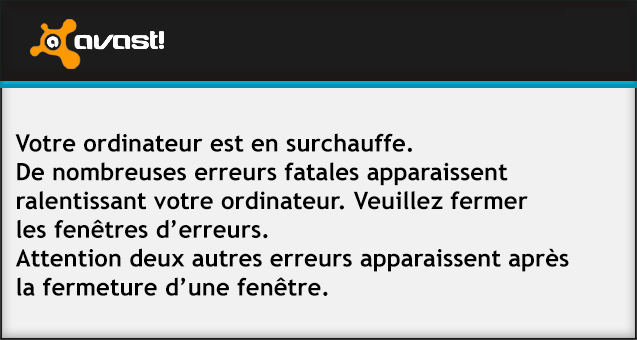 avast!
Votre ordinateur est en surchauffe.
De nombreuses erreurs fatales apparaissent
ralentissant votre ordinateur. Veuillez fermer
les fenêtres d’erreurs.
Attention deux autres erreurs apparaissent après
la fermeture d’une fenêtre.